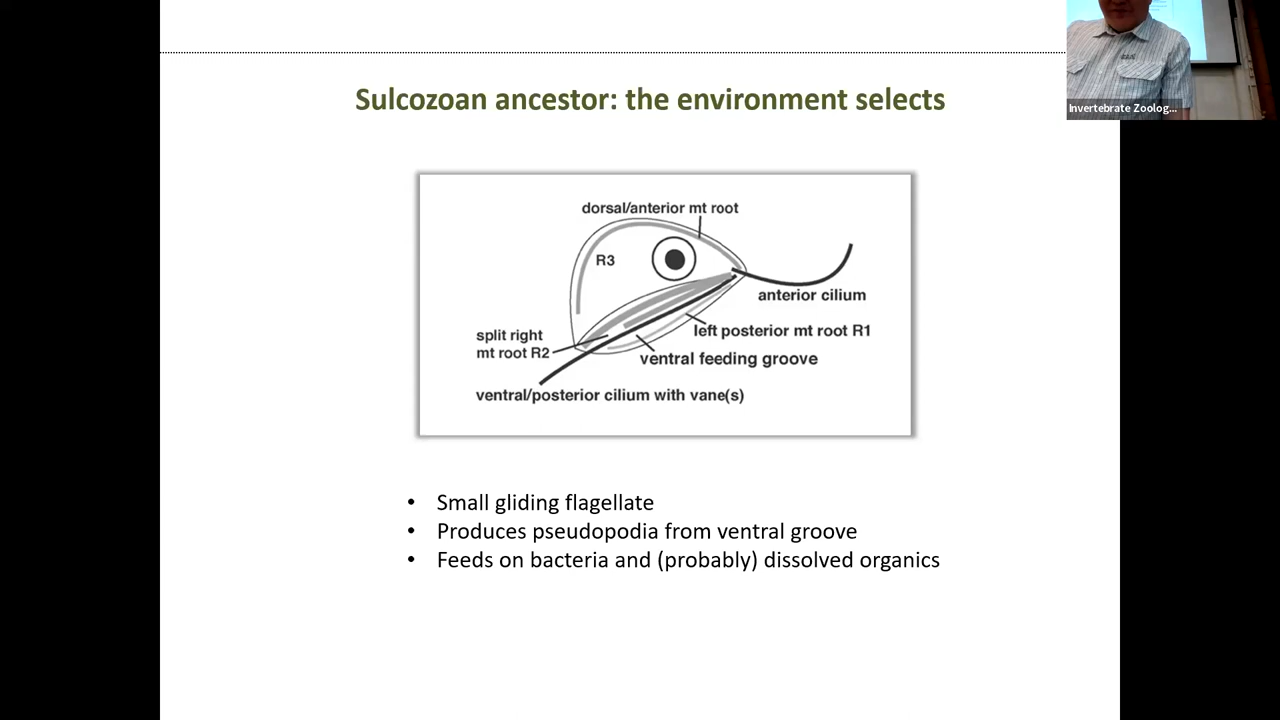 Sulcozoan ancestor: the environment selects
Invertebrate Zoolog...
dorsal/anterior mt root
R3
anterior cilium
left posterior mt root R1
split right
mt root R2
ventral feeding groove
ventral/posterior cilium with vane(s)
• Small gliding flagellate
• Produces pseudopodia from ventral groove
• Feeds on bacteria and (probably) dissolved organics